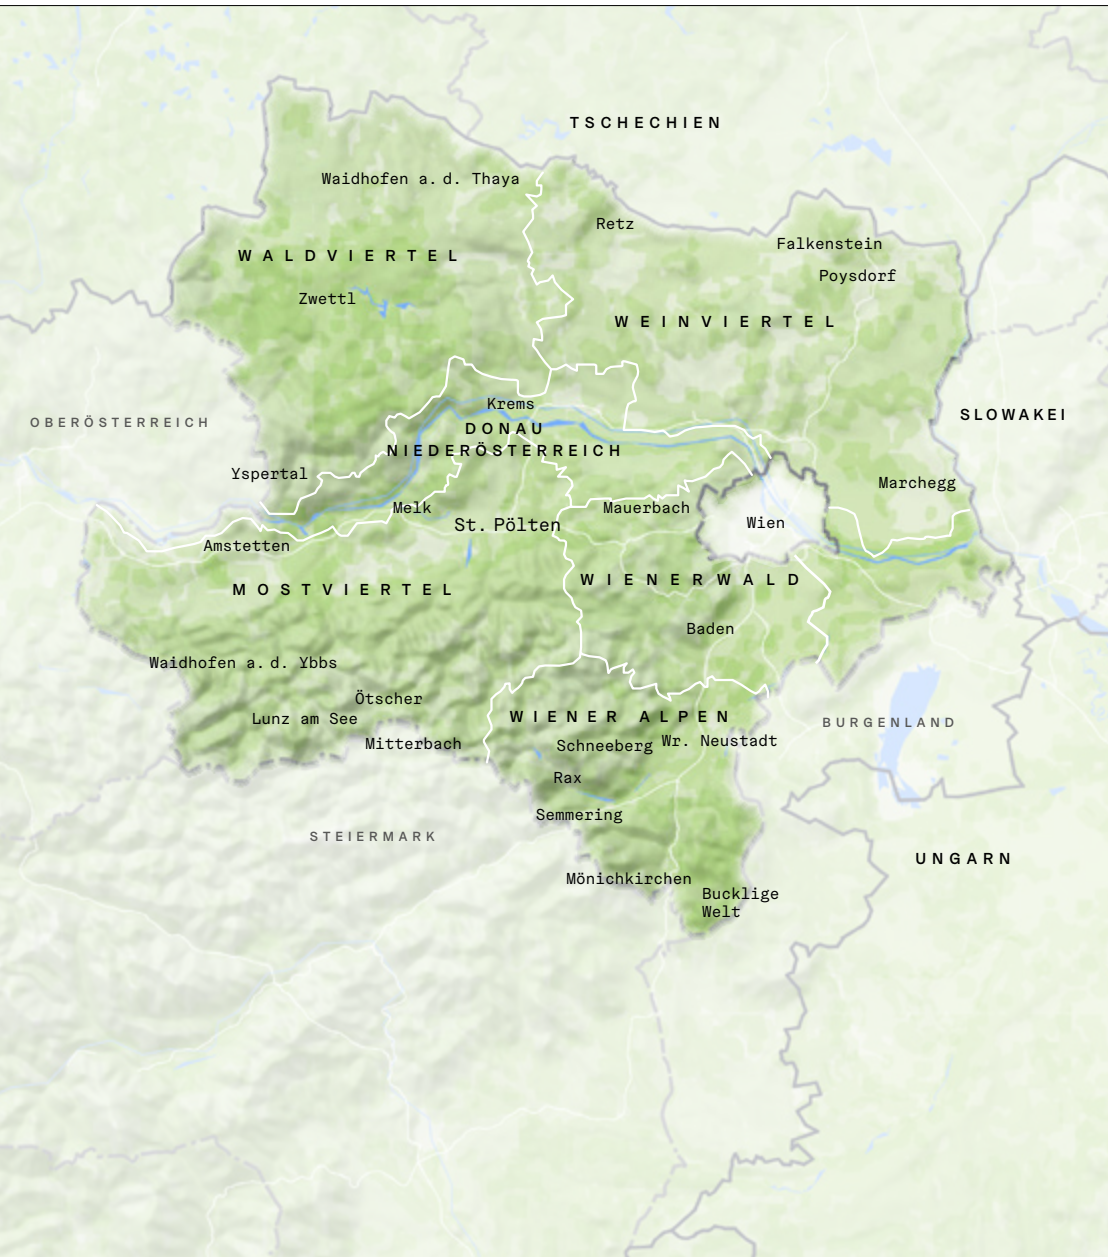 TSCHECHIEN
Waidhofen a. d. Thaya
Retz
Falkenstein
WALDVIERTEL
Poysdorf
Zwettl
WEINVIERTEL
Krems
SLOWAKEI
OBERÖSTERREICH
DONAU
NIEDERÖSTERREICH
Yspertal
Marchegg
Melk
Mauerbach
St. Pölten
Wien
Amstetten
WIENERWALD
MOSTVIERTEL
Baden
Waidhofen a. d. Ybbs
Ötscher
Lunz am See
WIENER ALPEN
BURGENLAND
Mitterbach
Schneeberg
Wr. Neustadt
Rax
Semmering
STEIERMARK
UNGARN
Mönichkirchen
Bucklige
Welt